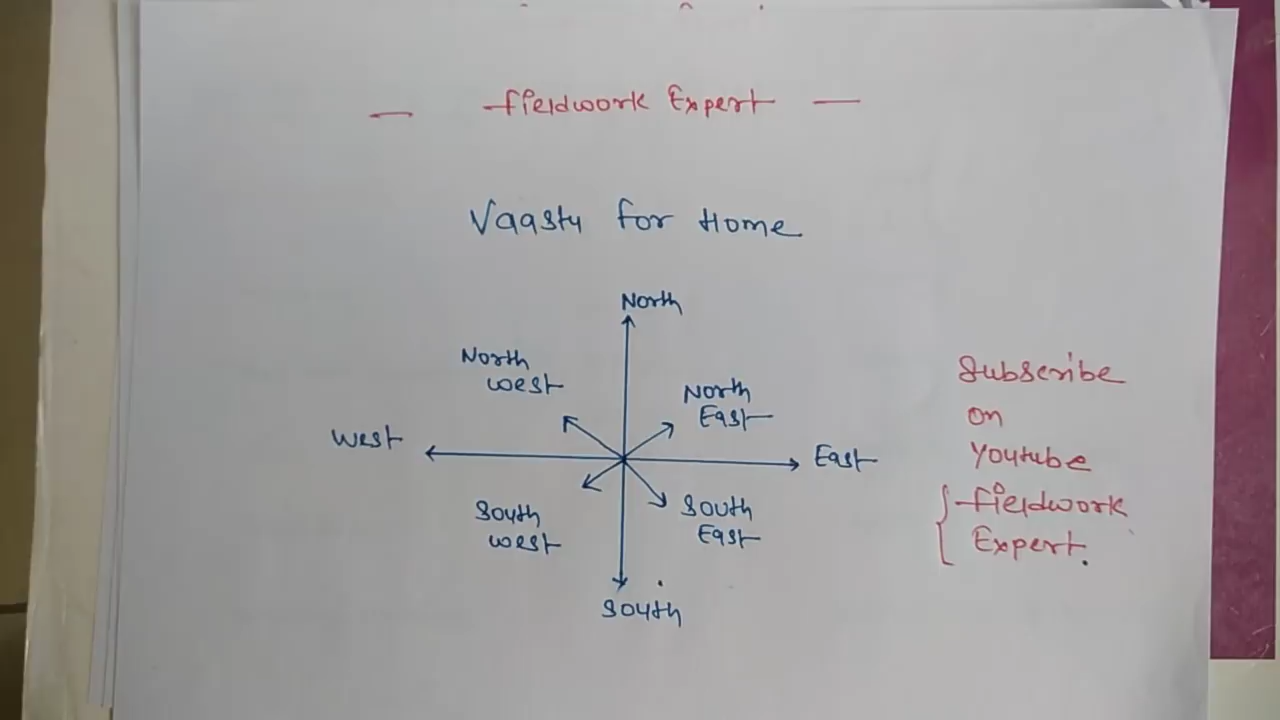 — Fieldwork Expert —
Vaastu For Home
North
North
West
North
East
West
East
South
West
South
East
South
Subscribe
on
Youtube
Fieldwork
Expert.